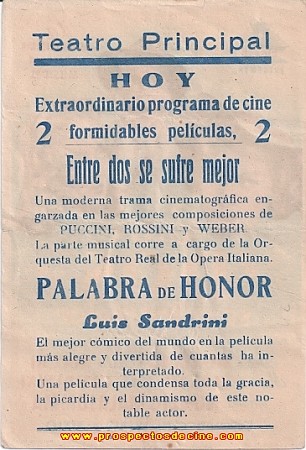 Teatro Principal
HOY
Extraordinario programa de cine
2 formidables películas, 2
Entre dos se sufre mejor
Una moderna trama cinematográfica en-
garzada en las mejores composiciones de
PUCCINI, ROSSINI y WEBER.
La parte musical corre a cargo de la Or-
questa del Teatro Real de la Opera Italiana.
PALABRA DE HONOR
Luis Sandrini
El mejor cómico del mundo en la película
más alegre y divertida de cuantas ha in-
terpretado.
Una película que condensa toda la gracia,
la picardia y el dinamismo de este no-
table actor.
www.prospectosdecine.com